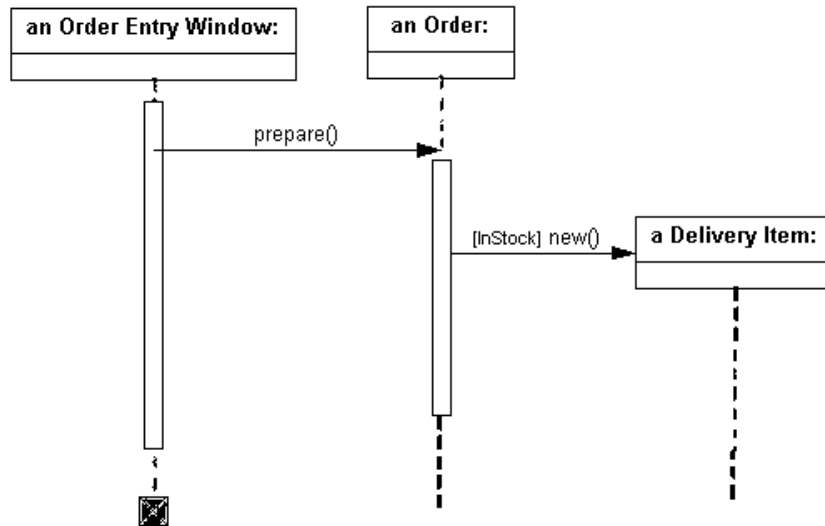 an Order Entry Window:
an Order:
prepare()
[InStock] new()
a Delivery Item: